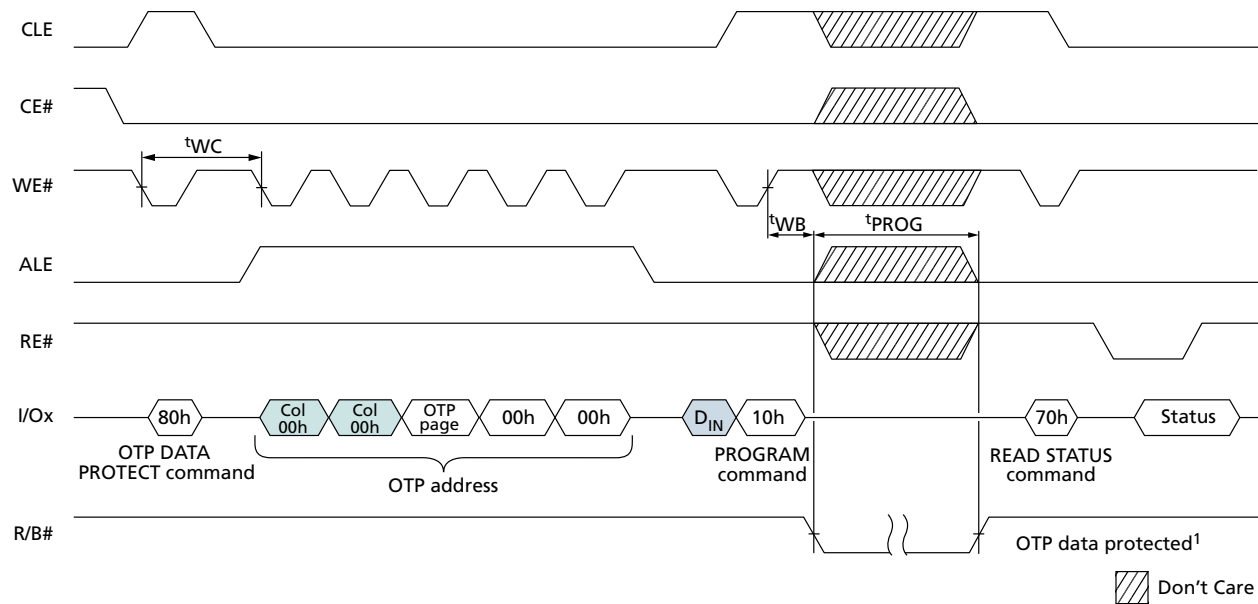 CLE
CE#
tWC
WE#
tWB
tPROG
ALE
RE#
I/Ox
80h
Col
00h
Col
00h
OTP
page
00h
00h
DIN
10h
70h
Status
OTP DATA
PROTECT command
OTP address
PROGRAM
command
READ STATUS
command
R/B#
OTP data protected1
Don't Care